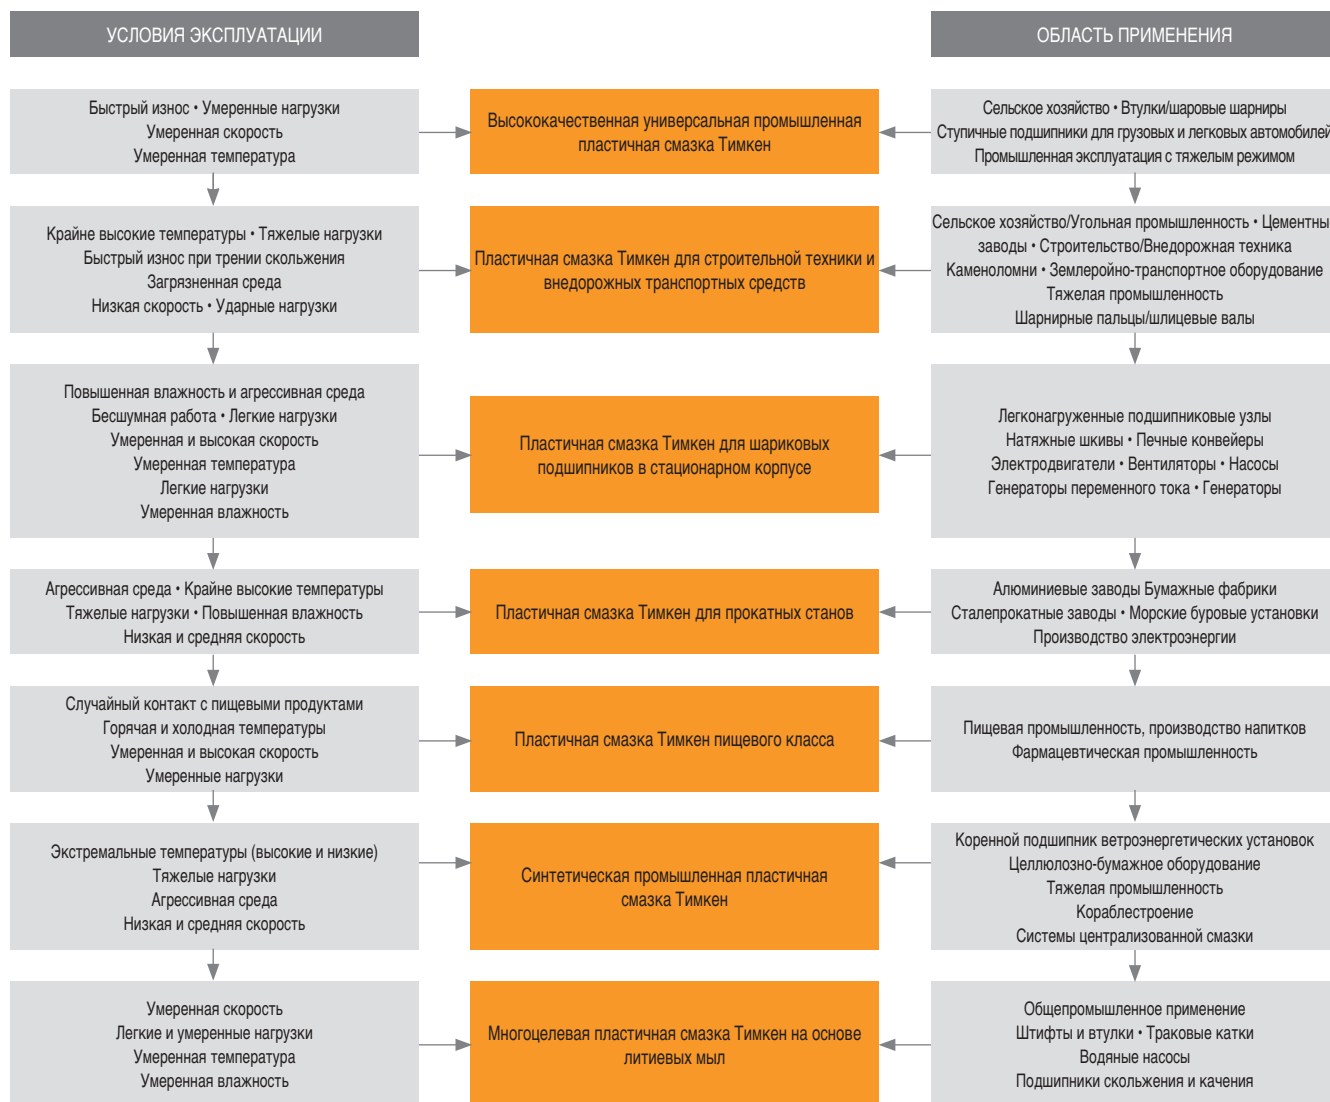 УСЛОВИЯ ЭКСПЛУАТАЦИИ
ОБЛАСТЬ ПРИМЕНЕНИЯ
Быстрый износ • Умеренные нагрузки
Умеренная скорость
Умеренная температура
Высококачественная универсальная промышленная
пластичная смазка Тимкен
Сельское хозяйство • Втулки/шаровые шарниры
Ступичные подшипники для грузовых и легковых автомобилей
Промышленная эксплуатация с тяжелым режимом
Крайне высокие температуры • Тяжелые нагрузки
Быстрый износ при трении скольжения
Загрязненная среда
Низкая скорость • Ударные нагрузки
Пластичная смазка Тимкен для строительной техники и
внедорожных транспортных средств
Сельское хозяйство/Угольная промышленность • Цементны
заводы • Строительство/Внедорожная техника
Каменоломни • Землеройно-транспортное оборудование
Тяжелая промышленность
Шарнирные пальцы/шлицевые валы
Повышенная влажность и агрессивная среда
Бесшумная работа • Легкие нагрузки
Умеренная и высокая скорость
Умеренная температура
Легкие нагрузки
Умеренная влажность
Пластичная смазка Тимкен для шариковых
подшипников в стационарном корпусе
Легконагруженные подшипниковые узлы
Натяжные шкивы • Печные конвейеры
Электродвигатели • Вентиляторы • Насосы
Генераторы переменного тока • Генераторы
Агрессивная среда • Крайне высокие температуры
Тяжелые нагрузки • Повышенная влажность
Низкая и средняя скорость
Пластичная смазка Тимкен для прокатных станов
Алюминиевые заводы Бумажные фабрики
Сталепрокатные заводы • Морские буровые установки
Производство электроэнергии
Случайный контакт с пищевыми продуктами
Горячая и холодная температуры
Умеренная и высокая скорость
Умеренные нагрузки
Пластичная смазка Тимкен пищевого класса
Пищевая промышленность, производство напитков
Фармацевтическая промышленность
Экстремальные температуры (высокие и низкие)
Тяжелые нагрузки
Агрессивная среда
Низкая и средняя скорость
Синтетическая промышленная пластичная
смазка Тимкен
Коренной подшипник ветроэнергетических установок
Целлюлозно-бумажное оборудование
Тяжелая промышленность
Кораблестроение
Системы централизованной смазки
Умеренная скорость
Легкие и умеренные нагрузки
Умеренная температура
Умеренная влажность
Многоцелевая пластичная смазка Тимкен на основе
литиевых мыл
Общепромышленное применение
Штифты и втулки • Траковые катки
Водяные насосы
Подшипники скольжения и качения